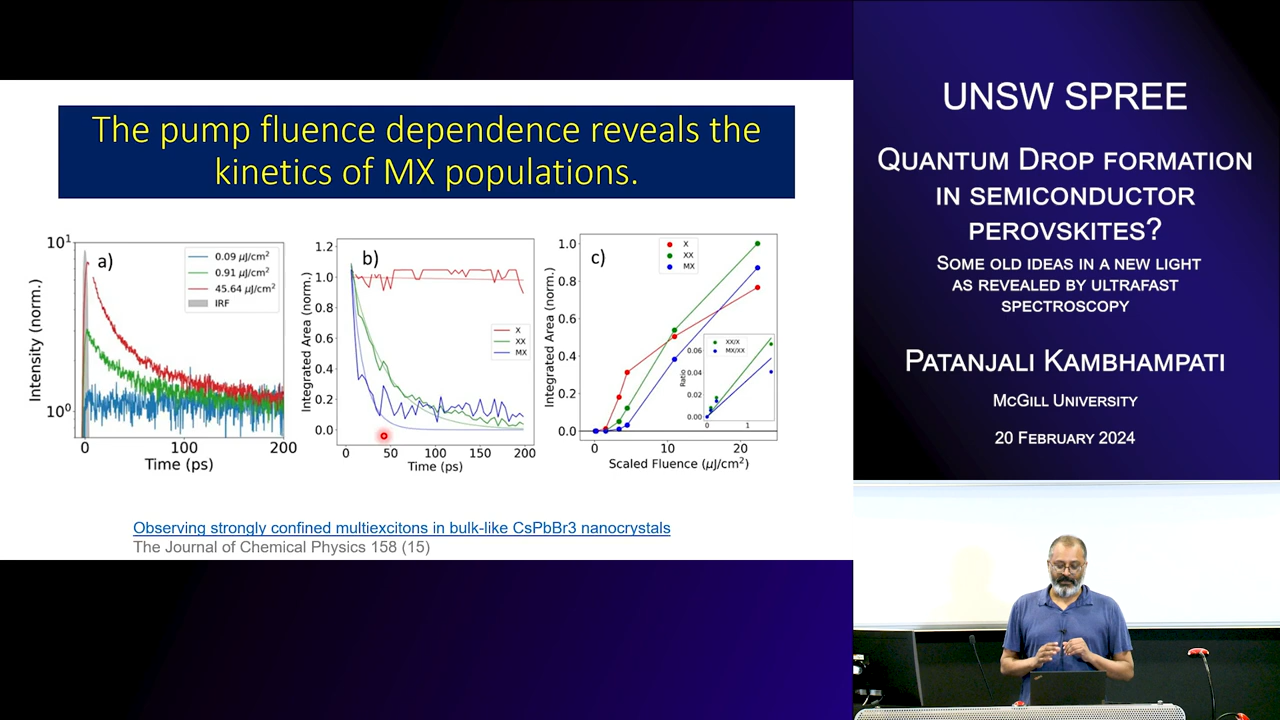 The pump fluence dependence reveals the
kinetics of MX populations.
a)
10¹
10⁰
Intensity (norm.)
0.09 μJ/cm²
0.91 μJ/cm²
45.64 μJ/cm²
IRF
0 100 200
Time (ps)
b)
1.2
1.0
0.8
0.6
0.4
0.2
0.0
Integrated Area (norm.)
X
XX
MX
0 50 100 150 200
Time (ps)
c)
1.0
0.8
0.6
0.4
0.2
0.0
Integrated Area (norm.)
X
XX
MX
XX/X
MX/XX
Ratio
0.06
0.04
0.02
0.00
0 1
0 10 20
Scaled Fluence (μJ/cm²)
Observing strongly confined multiexcitons in bulk-like CsPbBr3 nanocrystals
The Journal of Chemical Physics 158 (15)
UNSW SPREE
Quantum Drop formation
in semiconductor
perovskites?
Some old ideas in a new light
as revealed by ultrafast
spectroscopy
Patanjali Kambhampati
McGill University
20 February 2024